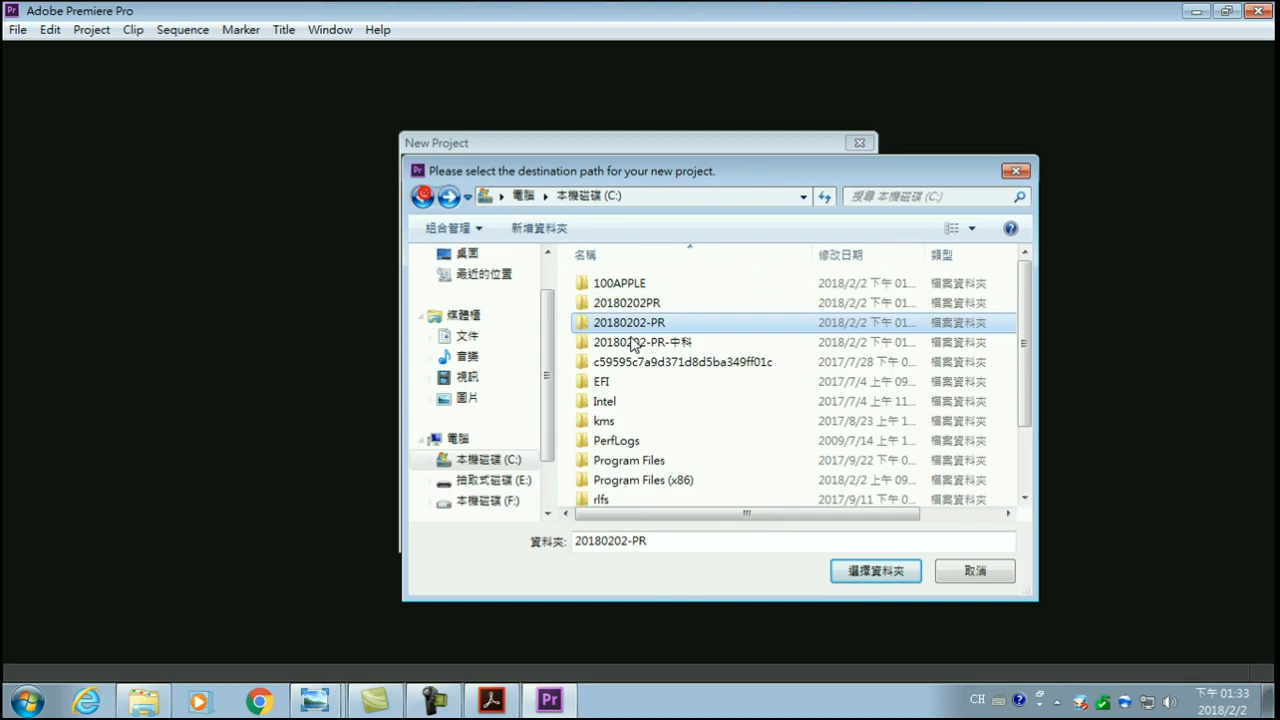 Adobe Premiere Pro
File Edit Project Clip Sequence Marker Title Window Help
New Project
Please select the destination path for your new project.
電腦 本機磁碟 (C:) 搜尋 本機磁碟 (C:)
組合管理 新增資料夾
名稱 修改日期 類型
桌面
最近的位置
媒體櫃
文件
音樂
視訊
圖片
電腦
本機磁碟 (C:)
抽取式磁碟 (E:)
本機磁碟 (F:)
100APPLE 2018/2/2 下午 01... 檔案資料夾
20180202PR 2018/2/2 下午 01... 檔案資料夾
20180202-PR 2018/2/2 下午 01... 檔案資料夾
20180202-PR-中科 2018/2/2 下午 01... 檔案資料夾
c59595c7a9d371d8d5ba349ff01c 2017/7/28 下午 0... 檔案資料夾
EFI 2017/7/4 上午 09... 檔案資料夾
Intel 2017/7/4 上午 11... 檔案資料夾
kms 2017/8/23 上午 1... 檔案資料夾
PerfLogs 2009/7/14 上午 1... 檔案資料夾
Program Files 2017/9/22 下午 0... 檔案資料夾
Program Files (x86) 2018/2/2 上午 09... 檔案資料夾
rlfs 2017/9/11 下午 0... 檔案資料夾
資料夾: 20180202-PR
選擇資料夾 取消
CH
下午 01:33
2018/2/2